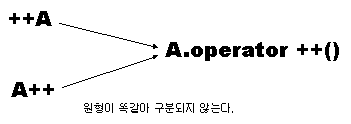 ++A
A.operator ++()
A++
원형이 똑같아 구분되지 않는다.